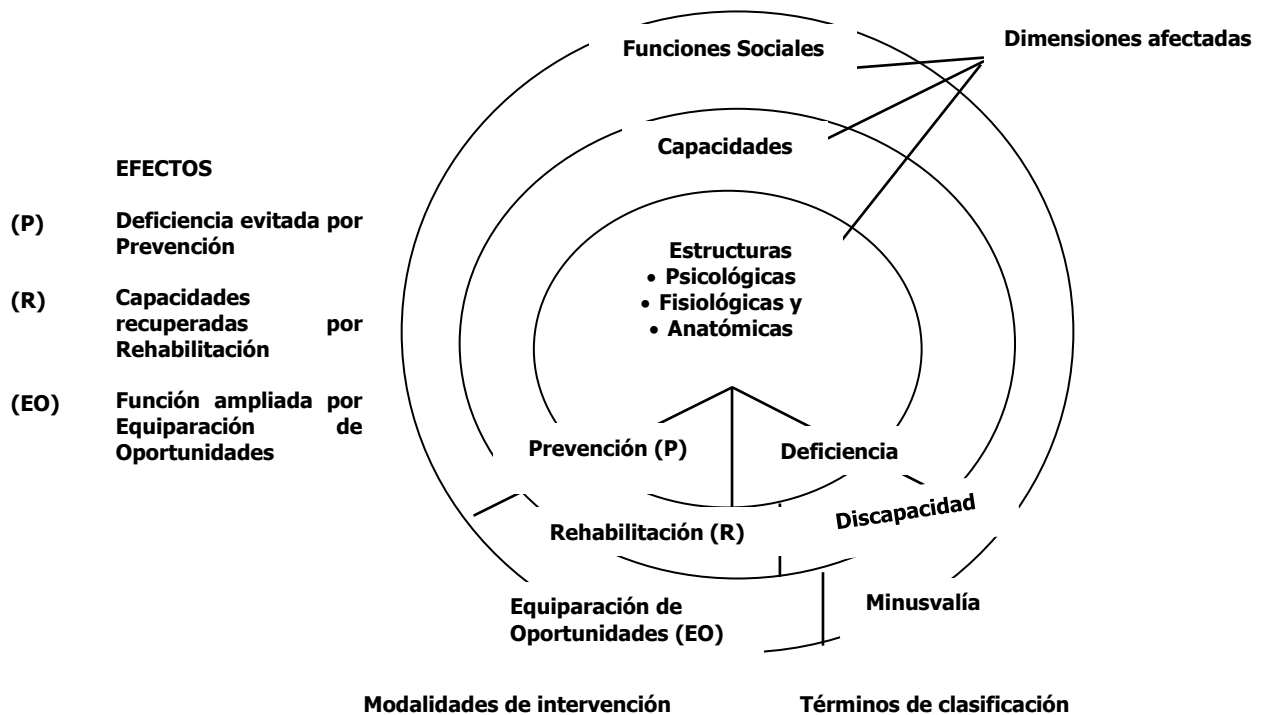 Funciones Sociales
Dimensiones afectadas
Capacidades
EFECTOS
(P) Deficiencia evitada por
Prevención
(R) Capacidades
recuperadas por
Rehabilitación
(EO) Función ampliada por
Equiparación de
Oportunidades
Estructuras
• Psicológicas
• Fisiológicas y
• Anatómicas
Prevención (P)
Deficiencia
Rehabilitación (R)
Discapacidad
Equiparación de
Oportunidades (EO)
Minusvalía
Modalidades de intervención
Términos de clasificación